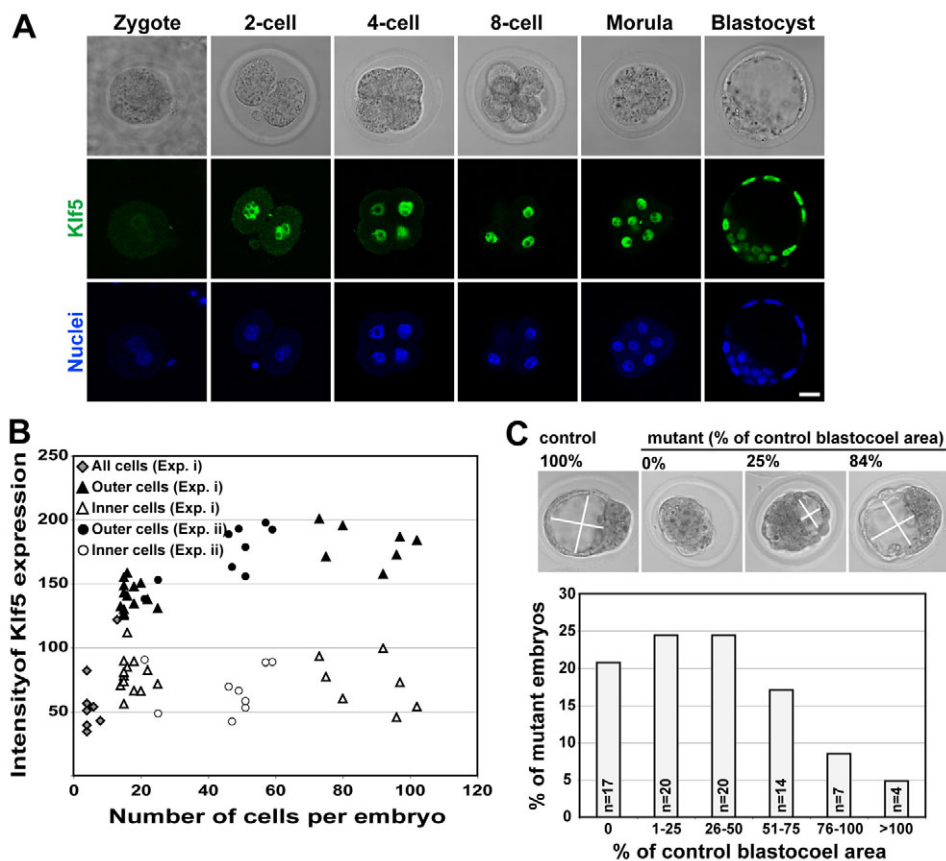 A
Zygote 2-cell 4-cell 8-cell Morula Blastocyst
Klf5
Nuclei
B
Intensityof Klf5 expression
250
200
150
100
50
0 20 40 60 80 100 120
Number of cells per embryo
All cells (Exp. i)
Outer cells (Exp. i)
Inner cells (Exp. i)
Outer cells (Exp. ii)
Inner cells (Exp. ii)
C
control mutant (% of control blastocoel area)
100% 0% 25% 84%
% of mutant embryos
30
25
20
15
10
5
0
n=17 n=20 n=20 n=14 n=7 n=4
0 1-25 26-50 51-75 76-100 >100
% of control blastocoel area